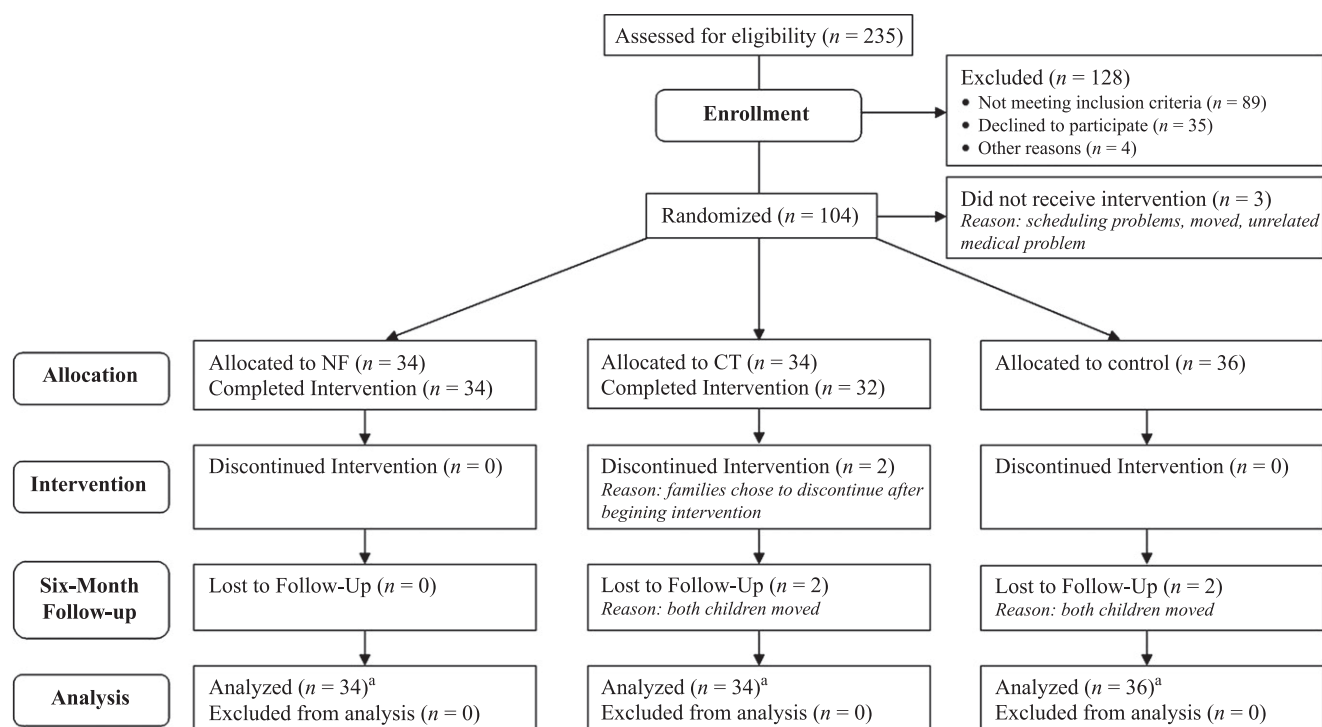 Assessed for eligibility (n = 235)
Enrollment
Excluded (n = 128)
• Not meeting inclusion criteria (n = 89)
• Declined to participate (n = 35)
• Other reasons (n = 4)
Randomized (n = 104)
Did not receive intervention (n = 3)
Reason: scheduling problems, moved, unrelated
medical problem
Allocation
Allocated to NF (n = 34)
Completed Intervention (n = 34)
Allocated to CT (n = 34)
Completed Intervention (n = 32)
Allocated to control (n = 36)
Intervention
Discontinued Intervention (n = 0)
Discontinued Intervention (n = 2)
Reason: families chose to discontinue after
begining intervention
Discontinued Intervention (n = 0)
Six-Month
Follow-up
Lost to Follow-Up (n = 0)
Lost to Follow-Up (n = 2)
Reason: both children moved
Lost to Follow-Up (n = 2)
Reason: both children moved
Analysis
Analyzed (n = 34)a
Excluded from analysis (n = 0)
Analyzed (n = 34)a
Excluded from analysis (n = 0)
Analyzed (n = 36)a
Excluded from analysis (n = 0)